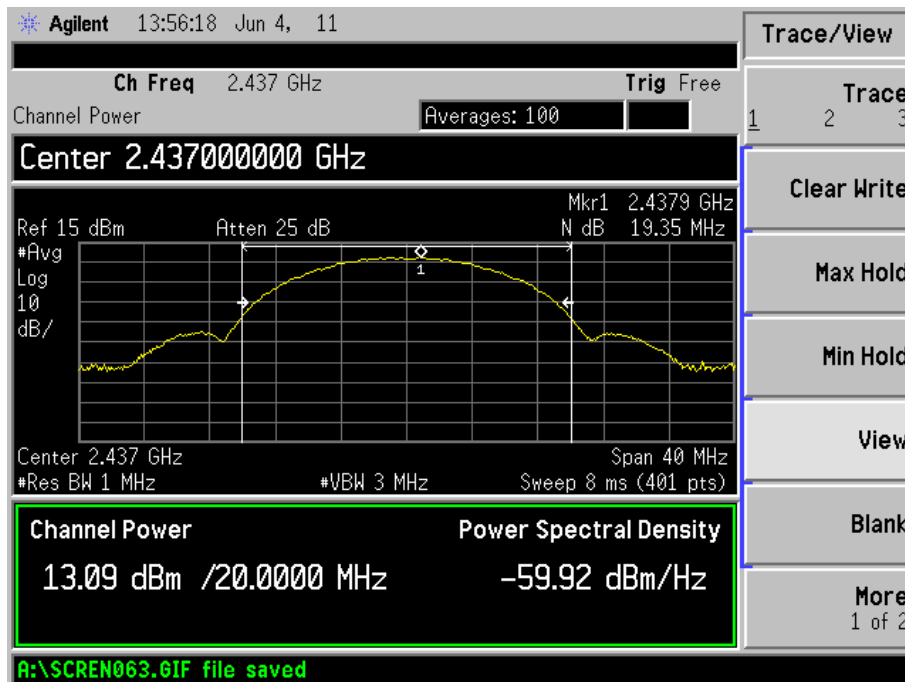 Agilent 13:56:18 Jun 4, 11
Trace/View
Ch Freq 2.437 GHz Trig Free
Channel Power Averages: 100
Trace
1 2 3
Center 2.437000000 GHz
Clear Write
Mkr1 2.4379 GHz
Ref 15 dBm Atten 25 dB N dB 19.35 MHz
#Avg
Log
10
dB/
1
Max Hold
Min Hold
View
Center 2.437 GHz Span 40 MHz
#Res BW 1 MHz #VBW 3 MHz Sweep 8 ms (401 pts)
Channel Power Power Spectral Density
13.09 dBm /20.0000 MHz -59.92 dBm/Hz
Blank
More
1 of 2
A:\SCREN063.GIF file saved